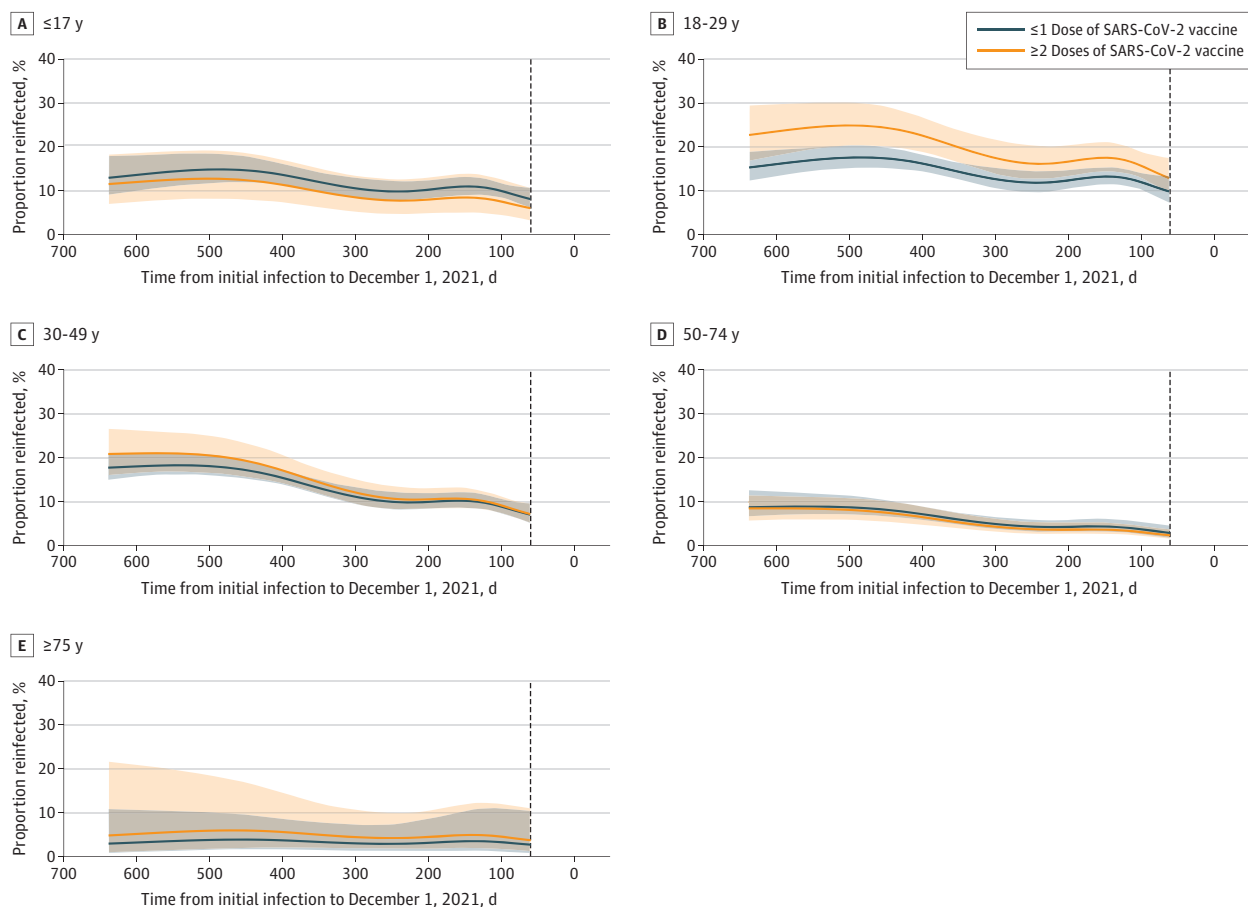 A ≤17 y
Proportion reinfected, %
40
30
20
10
0
700 600 500 400 300 200 100 0
Time from initial infection to December 1, 2021, d
B 18-29 y
≤1 Dose of SARS-CoV-2 vaccine
≥2 Doses of SARS-CoV-2 vaccine
Proportion reinfected, %
40
30
20
10
0
700 600 500 400 300 200 100 0
Time from initial infection to December 1, 2021, d
C 30-49 y
Proportion reinfected, %
40
30
20
10
0
700 600 500 400 300 200 100 0
Time from initial infection to December 1, 2021, d
D 50-74 y
Proportion reinfected, %
40
30
20
10
0
700 600 500 400 300 200 100 0
Time from initial infection to December 1, 2021, d
E ≥75 y
Proportion reinfected, %
40
30
20
10
0
700 600 500 400 300 200 100 0
Time from initial infection to December 1, 2021, d